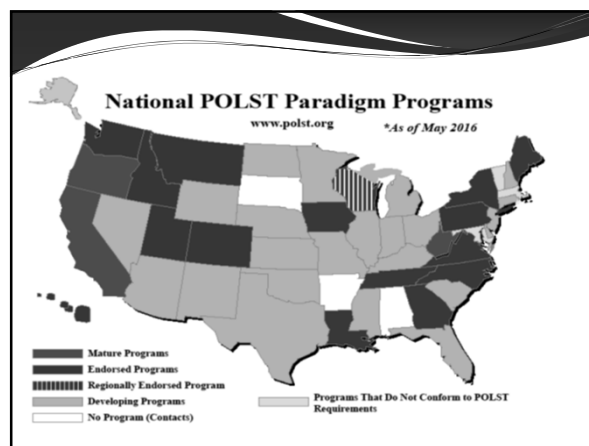 National POLST Paradigm Programs
www.polst.org
*As of May 2016
Mature Programs
Endorsed Programs
Regionally Endorsed Program
Developing Programs
No Program (Contacts)
Programs That Do Not Conform to POLST
Requirements